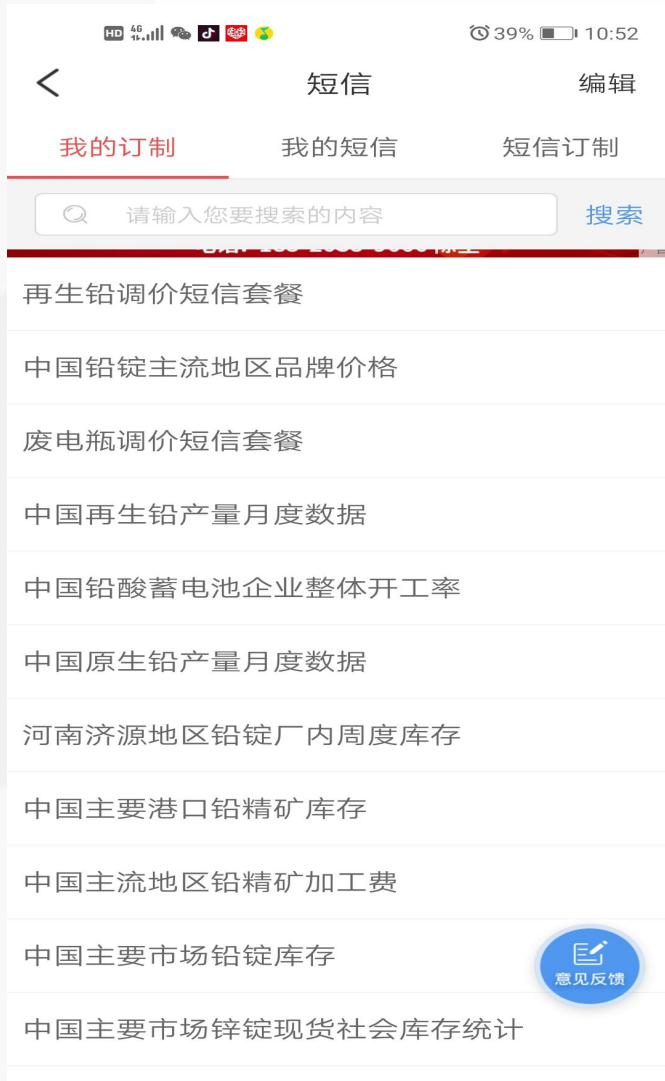 HD 4G 39% 10:52
短信 编辑
我的订制 我的短信 短信订制
请输入您要搜索的内容 搜索
再生铅调价短信套餐
中国铅锭主流地区品牌价格
废电瓶调价短信套餐
中国再生铅产量月度数据
中国铅酸蓄电池企业整体开工率
中国原生铅产量月度数据
河南济源地区铅锭厂内周度库存
中国主要港口铅精矿库存
中国主流地区铅精矿加工费
中国主要市场铅锭库存
意见反馈
中国主要市场锌锭现货社会库存统计